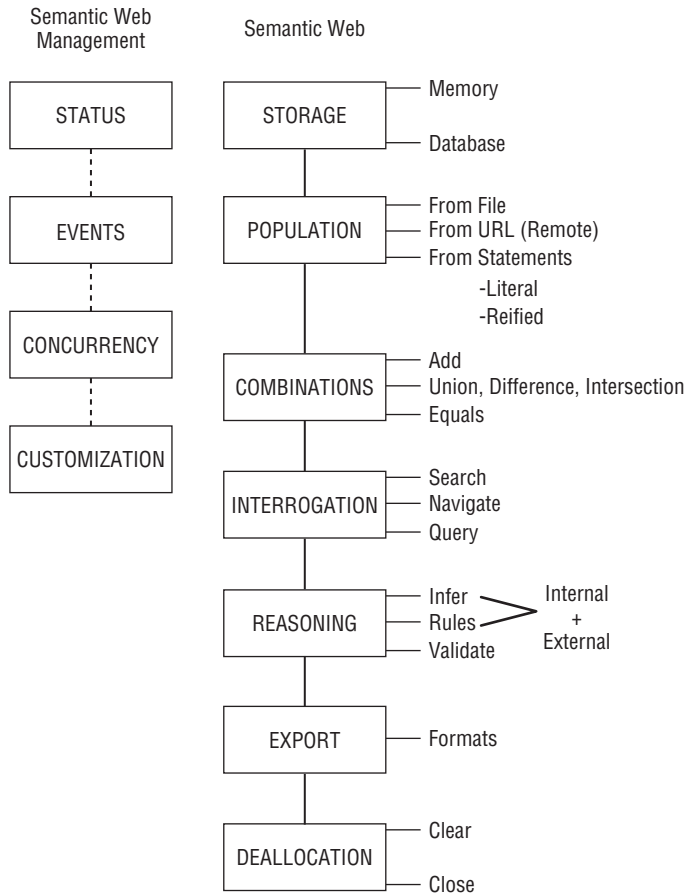 Semantic Web
Management
STATUS
EVENTS
CONCURRENCY
CUSTOMIZATION
Semantic Web
STORAGE
Memory
Database
POPULATION
From File
From URL (Remote)
From Statements
-Literal
-Reified
COMBINATIONS
Add
Union, Difference, Intersection
Equals
INTERROGATION
Search
Navigate
Query
REASONING
Infer
Rules
Validate
Internal
+
External
EXPORT
Formats
DEALLOCATION
Clear
Close